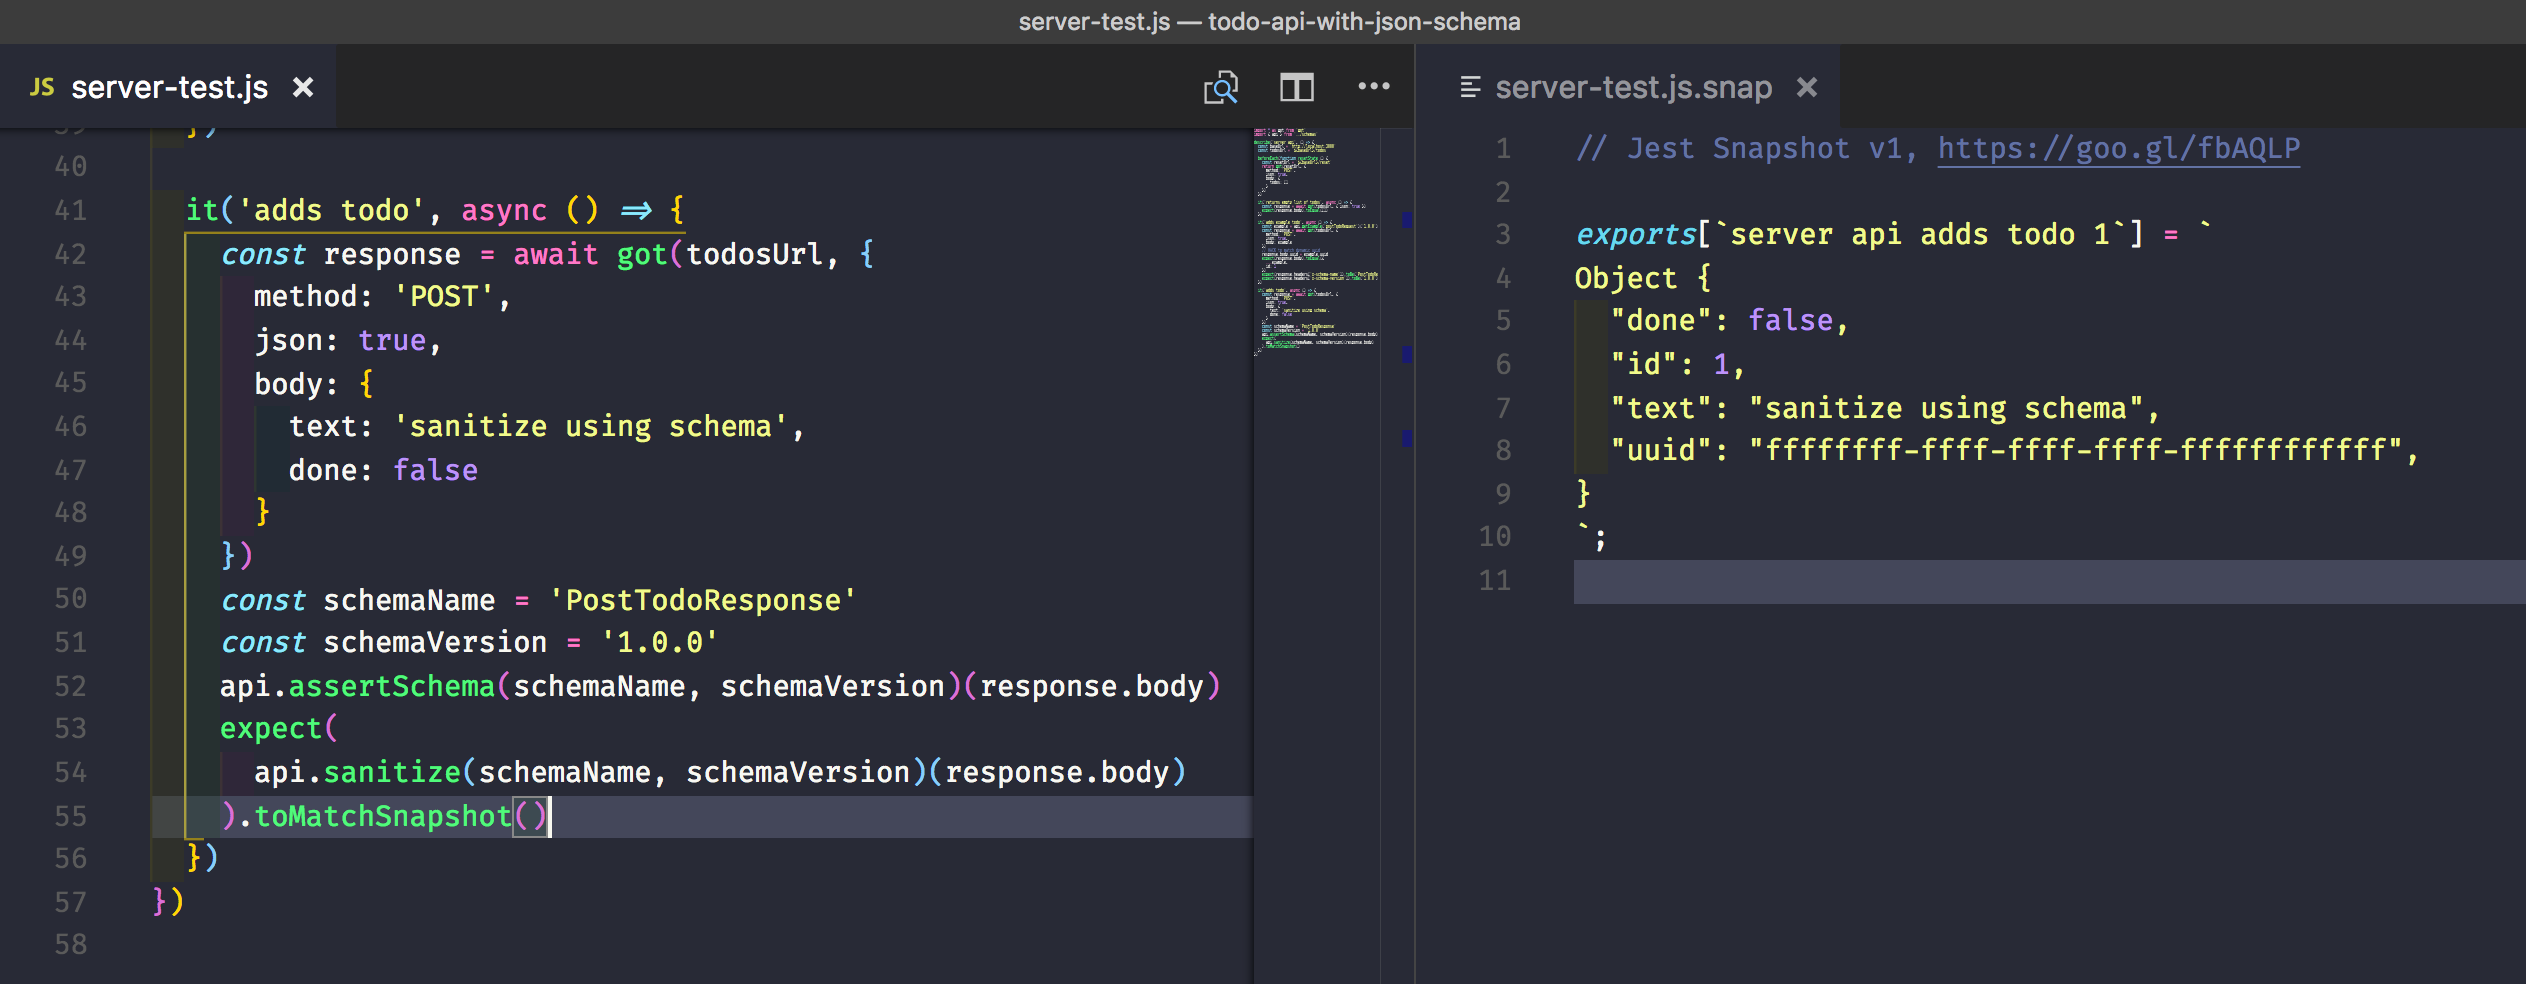 server-test.js — todo-api-with-json-schema
JS server-test.js ×
39 })
40
41 it('adds todo', async () => {
42 const response = await got(todosUrl, {
43 method: 'POST',
44 json: true,
45 body: {
46 text: 'sanitize using schema',
47 done: false
48 }
49 })
50 const schemaName = 'PostTodoResponse'
51 const schemaVersion = '1.0.0'
52 api.assertSchema(schemaName, schemaVersion)(response.body)
53 expect(
54 api.sanitize(schemaName, schemaVersion)(response.body)
55 ).toMatchSnapshot()
56 })
57 })
58
server-test.js.snap ×
1 // Jest Snapshot v1, https://goo.gl/fbAQLP
2
3 exports[`server api adds todo 1`] = `
4 Object {
5 "done": false,
6 "id": 1,
7 "text": "sanitize using schema",
8 "uuid": "ffffffff-ffff-ffff-ffff-ffffffffffff",
9 }
10 `;
11